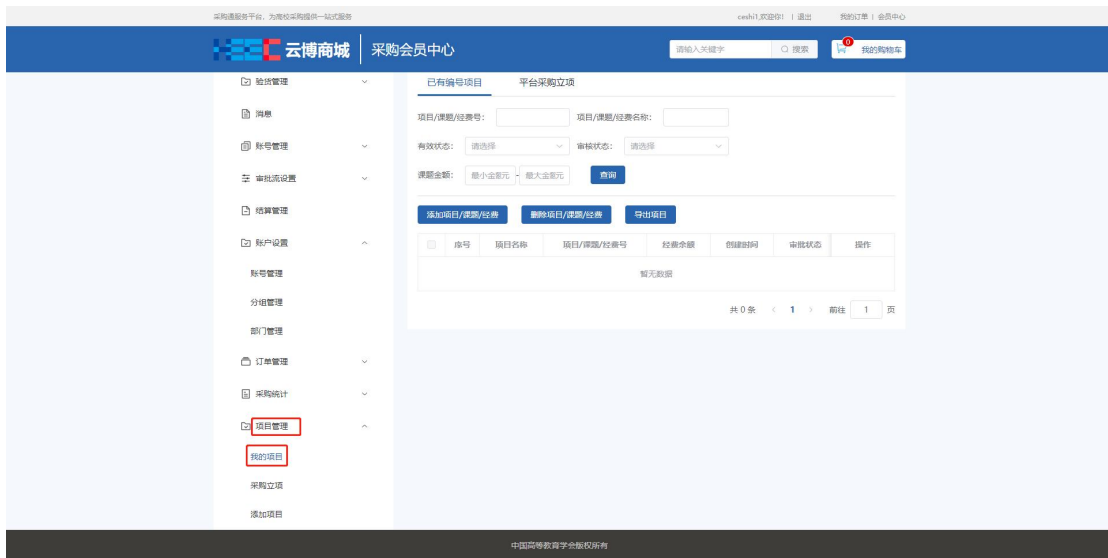 采购通服务平台，为高校采购提供一站式服务
ceshi1,欢迎你! | 退出 我的订单 | 会员中心
HEEC 云博商城 采购会员中心 请输入关键字 搜索 0 我的购物车
验货管理
消息
账号管理
审批流设置
结算管理
账户设置
账号管理
分组管理
部门管理
订单管理
采购统计
项目管理
我的项目
采购立项
添加项目
已有编号项目 平台采购立项
项目/课题/经费号: 项目/课题/经费名称:
有效状态: 请选择 审核状态: 请选择
课题金额: 最小金额元 - 最大金额元 查询
添加项目/课题/经费 删除项目/课题/经费 导出项目
序号 项目名称 项目/课题/经费号 经费余额 创建时间 审批状态 操作
暂无数据
共 0 条 < 1 > 前往 1 页
中国高等教育学会版权所有